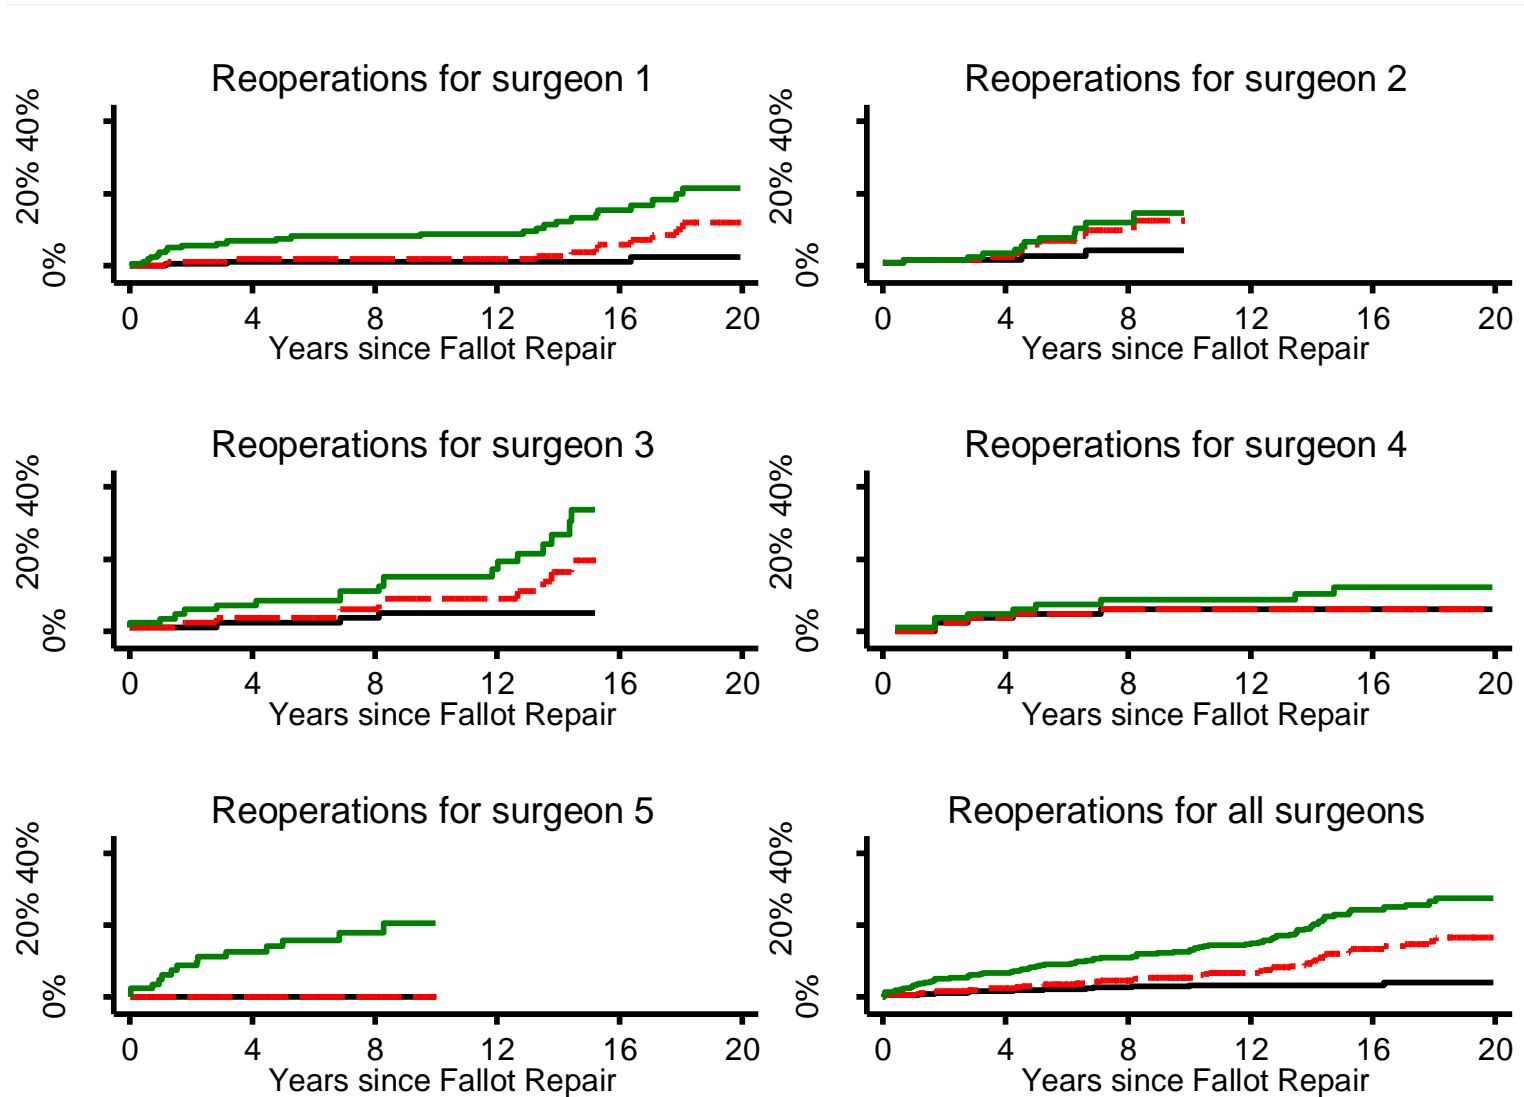 Reoperations for surgeon 1
40%
20%
0%
0 4 8 12 16 20
Years since Fallot Repair
Reoperations for surgeon 2
40%
20%
0%
0 4 8 12 16 20
Years since Fallot Repair
Reoperations for surgeon 3
40%
20%
0%
0 4 8 12 16 20
Years since Fallot Repair
Reoperations for surgeon 4
40%
20%
0%
0 4 8 12 16 20
Years since Fallot Repair
Reoperations for surgeon 5
40%
20%
0%
0 4 8 12 16 20
Years since Fallot Repair
Reoperations for all surgeons
40%
20%
0%
0 4 8 12 16 20
Years since Fallot Repair